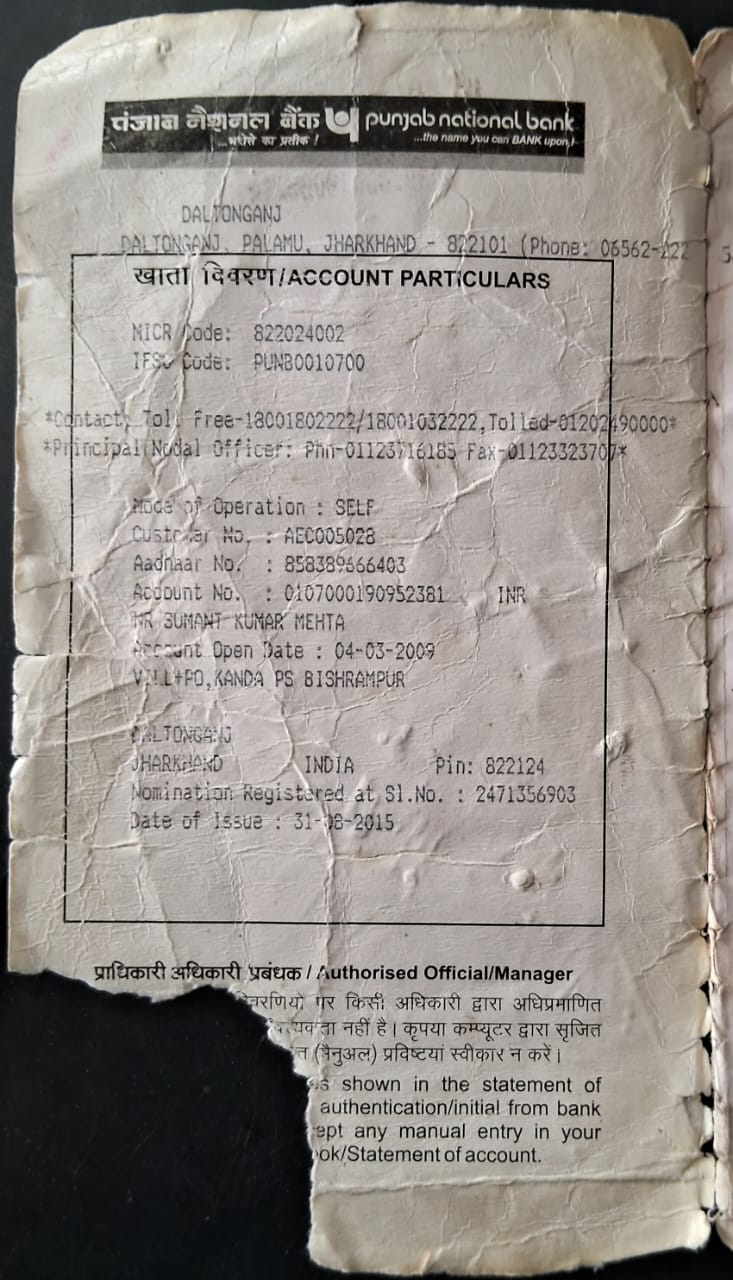 पंजाब नैशनल बैंक punjab national bank
...भरोसे का प्रतीक ! ...the name you can BANK upon !
DALTONGANJ
DALTONGANJ, PALAMU, JHARKHAND - 822101 (Phone: 06562-222
खाता विवरण/ACCOUNT PARTICULARS
MICR Code: 822024002
IFSC Code: PUNB0010700
*Contact: Toll Free-18001802222/18001032222,Tolled-01202490000*
*Principal Nodal Officer: Phn-01123716185 Fax-01123323707*
Mode of Operation : SELF
Customer No. : AEC005028
Aadhaar No. : 858389666403
Account No. : 0107000190952381 INR
MR SUMANT KUMAR MEHTA
Account Open Date : 04-03-2009
VILL+PO,KANDA PS BISHRAMPUR
DALTONGANJ
JHARKHAND INDIA Pin: 822124
Nomination Registered at Sl.No. : 2471356903
Date of Issue : 31-08-2015
प्राधिकारी अधिकारी प्रबंधक / Authorised Official/Manager
पर किसी अधिकारी द्वारा अधिप्रमाणित
नहीं है। कृपया कम्प्यूटर द्वारा सृजित
(मैनुअल) प्रविष्टयां स्वीकार न करें।
shown in the statement of
authentication/initial from bank
ept any manual entry in your
ok/Statement of account.